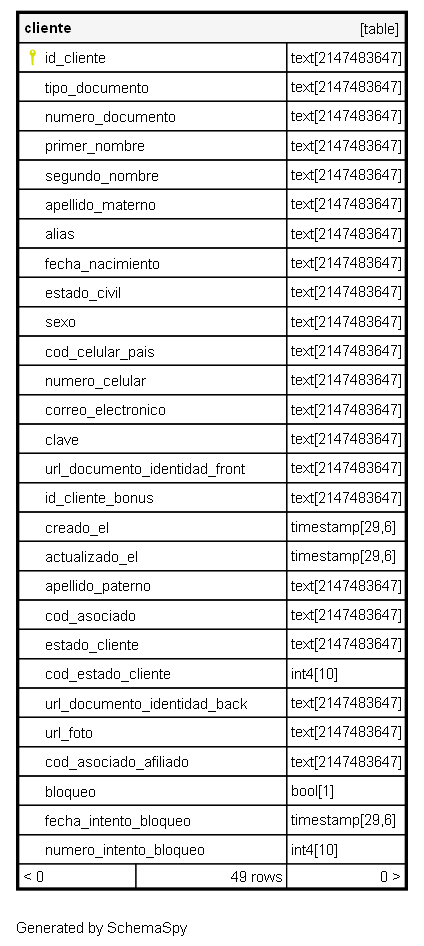 cliente [table]
id_cliente text[2147483647]
tipo_documento text[2147483647]
numero_documento text[2147483647]
primer_nombre text[2147483647]
segundo_nombre text[2147483647]
apellido_materno text[2147483647]
alias text[2147483647]
fecha_nacimiento text[2147483647]
estado_civil text[2147483647]
sexo text[2147483647]
cod_celular_pais text[2147483647]
numero_celular text[2147483647]
correo_electronico text[2147483647]
clave text[2147483647]
url_documento_identidad_front text[2147483647]
id_cliente_bonus text[2147483647]
creado_el timestamp[29,6]
actualizado_el timestamp[29,6]
apellido_paterno text[2147483647]
cod_asociado text[2147483647]
estado_cliente text[2147483647]
cod_estado_cliente int4[10]
url_documento_identidad_back text[2147483647]
url_foto text[2147483647]
cod_asociado_afiliado text[2147483647]
bloqueo bool[1]
fecha_intento_bloqueo timestamp[29,6]
numero_intento_bloqueo int4[10]
< 0 49 rows 0 >
Generated by SchemaSpy